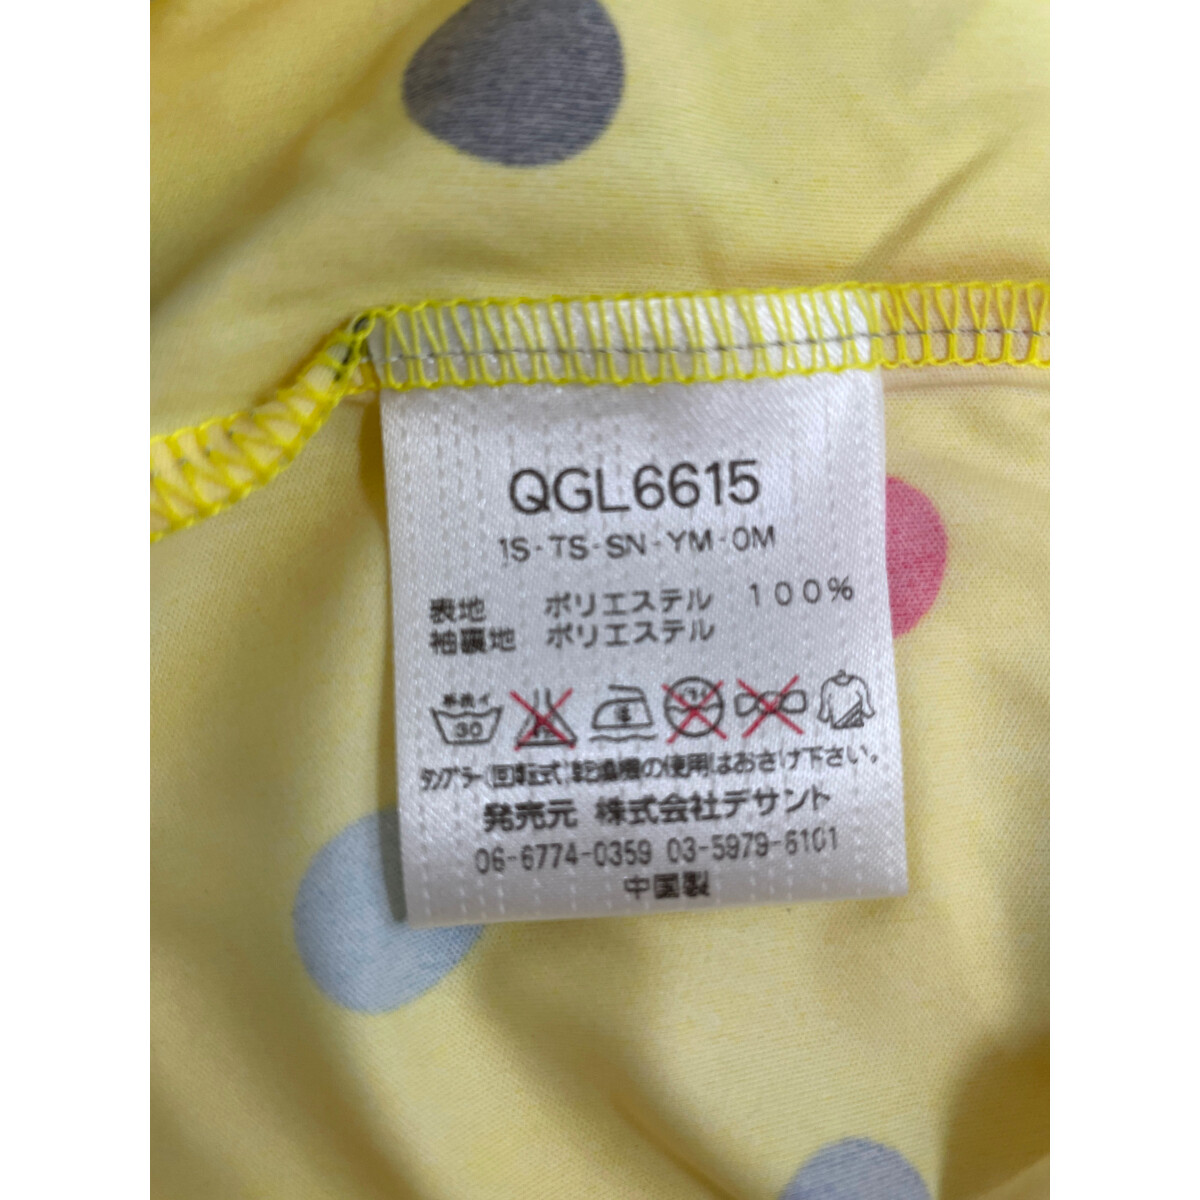 QGL6615
1S-TS-SN-YM-0M
表地 ポリエステル 100%
袖裏地 ポリエステル
手洗イ
30
タンブラー(回転式)乾燥機の使用はおさけ下さい。
発売元 株式会社デサント
06-6774-0359 03-5979-6101
中国製